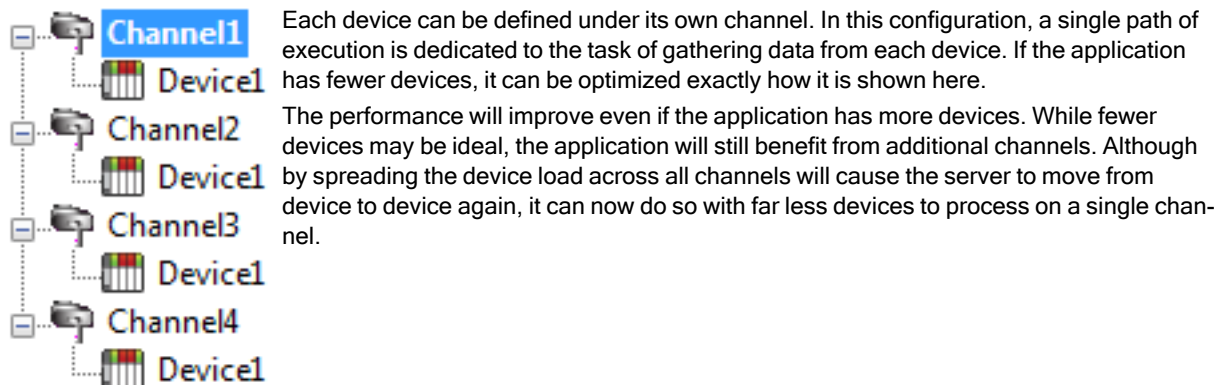 Channel1
Device1
Channel2
Device1
Channel3
Device1
Channel4
Device1
Each device can be defined under its own channel. In this configuration, a single path of
execution is dedicated to the task of gathering data from each device. If the application
has fewer devices, it can be optimized exactly how it is shown here.
The performance will improve even if the application has more devices. While fewer
devices may be ideal, the application will still benefit from additional channels. Although
by spreading the device load across all channels will cause the server to move from
device to device again, it can now do so with far less devices to process on a single chan-
nel.